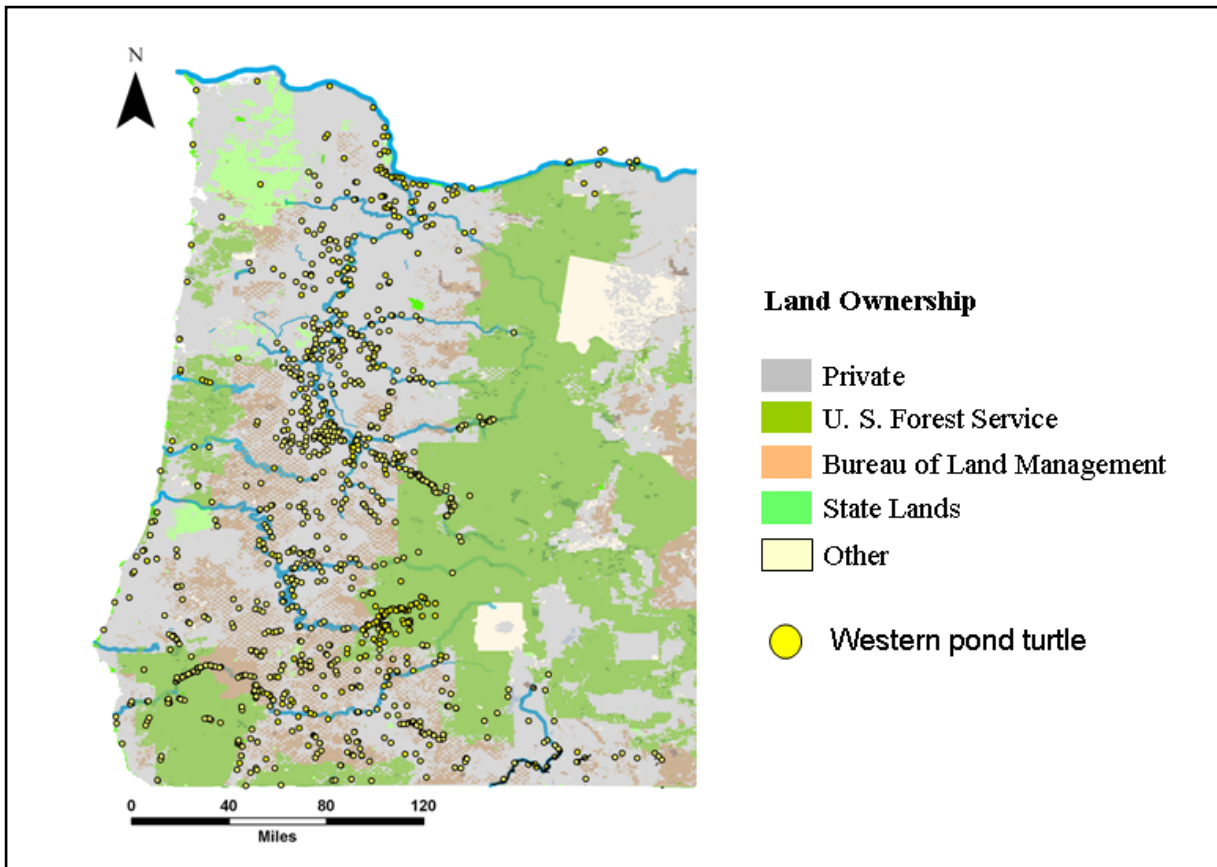 N
Land Ownership
Private
U. S. Forest Service
Bureau of Land Management
State Lands
Other
Western pond turtle
0 40 80 120
Miles